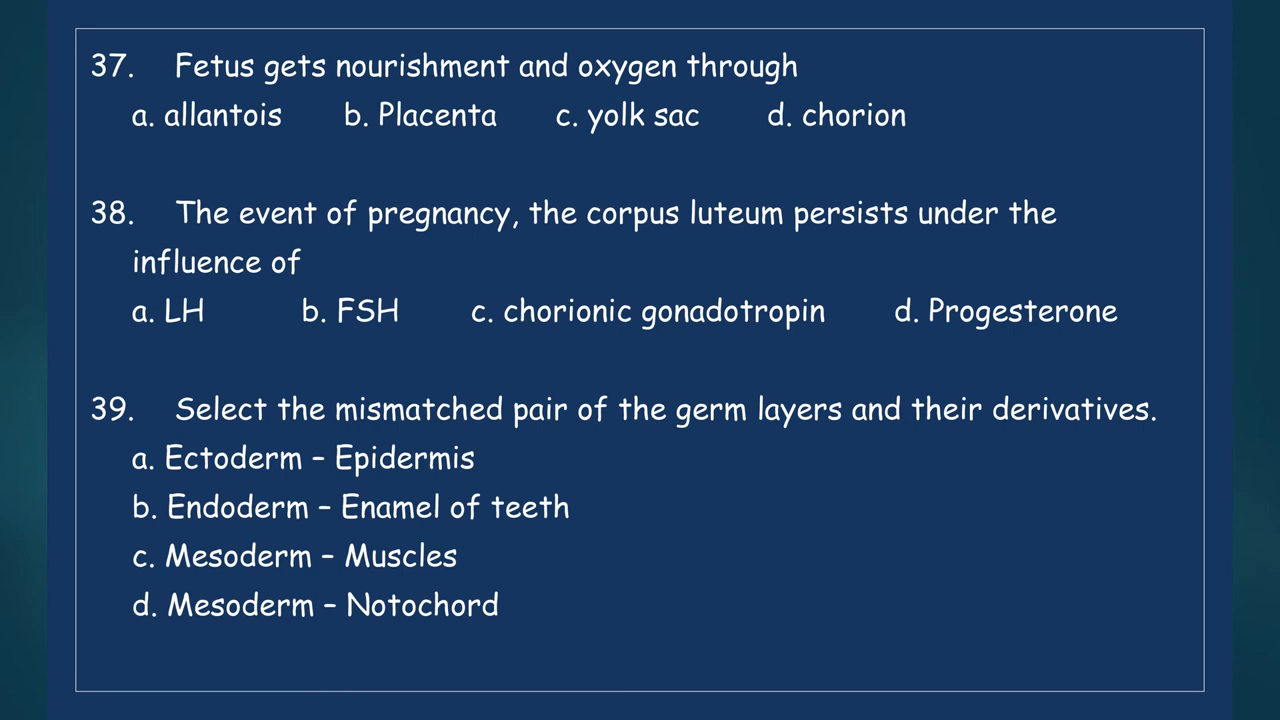 37. Fetus gets nourishment and oxygen through
a. allantois b. Placenta c. yolk sac d. chorion
38. The event of pregnancy, the corpus luteum persists under the
influence of
a. LH b. FSH c. chorionic gonadotropin d. Progesterone
39. Select the mismatched pair of the germ layers and their derivatives.
a. Ectoderm – Epidermis
b. Endoderm – Enamel of teeth
c. Mesoderm – Muscles
d. Mesoderm – Notochord